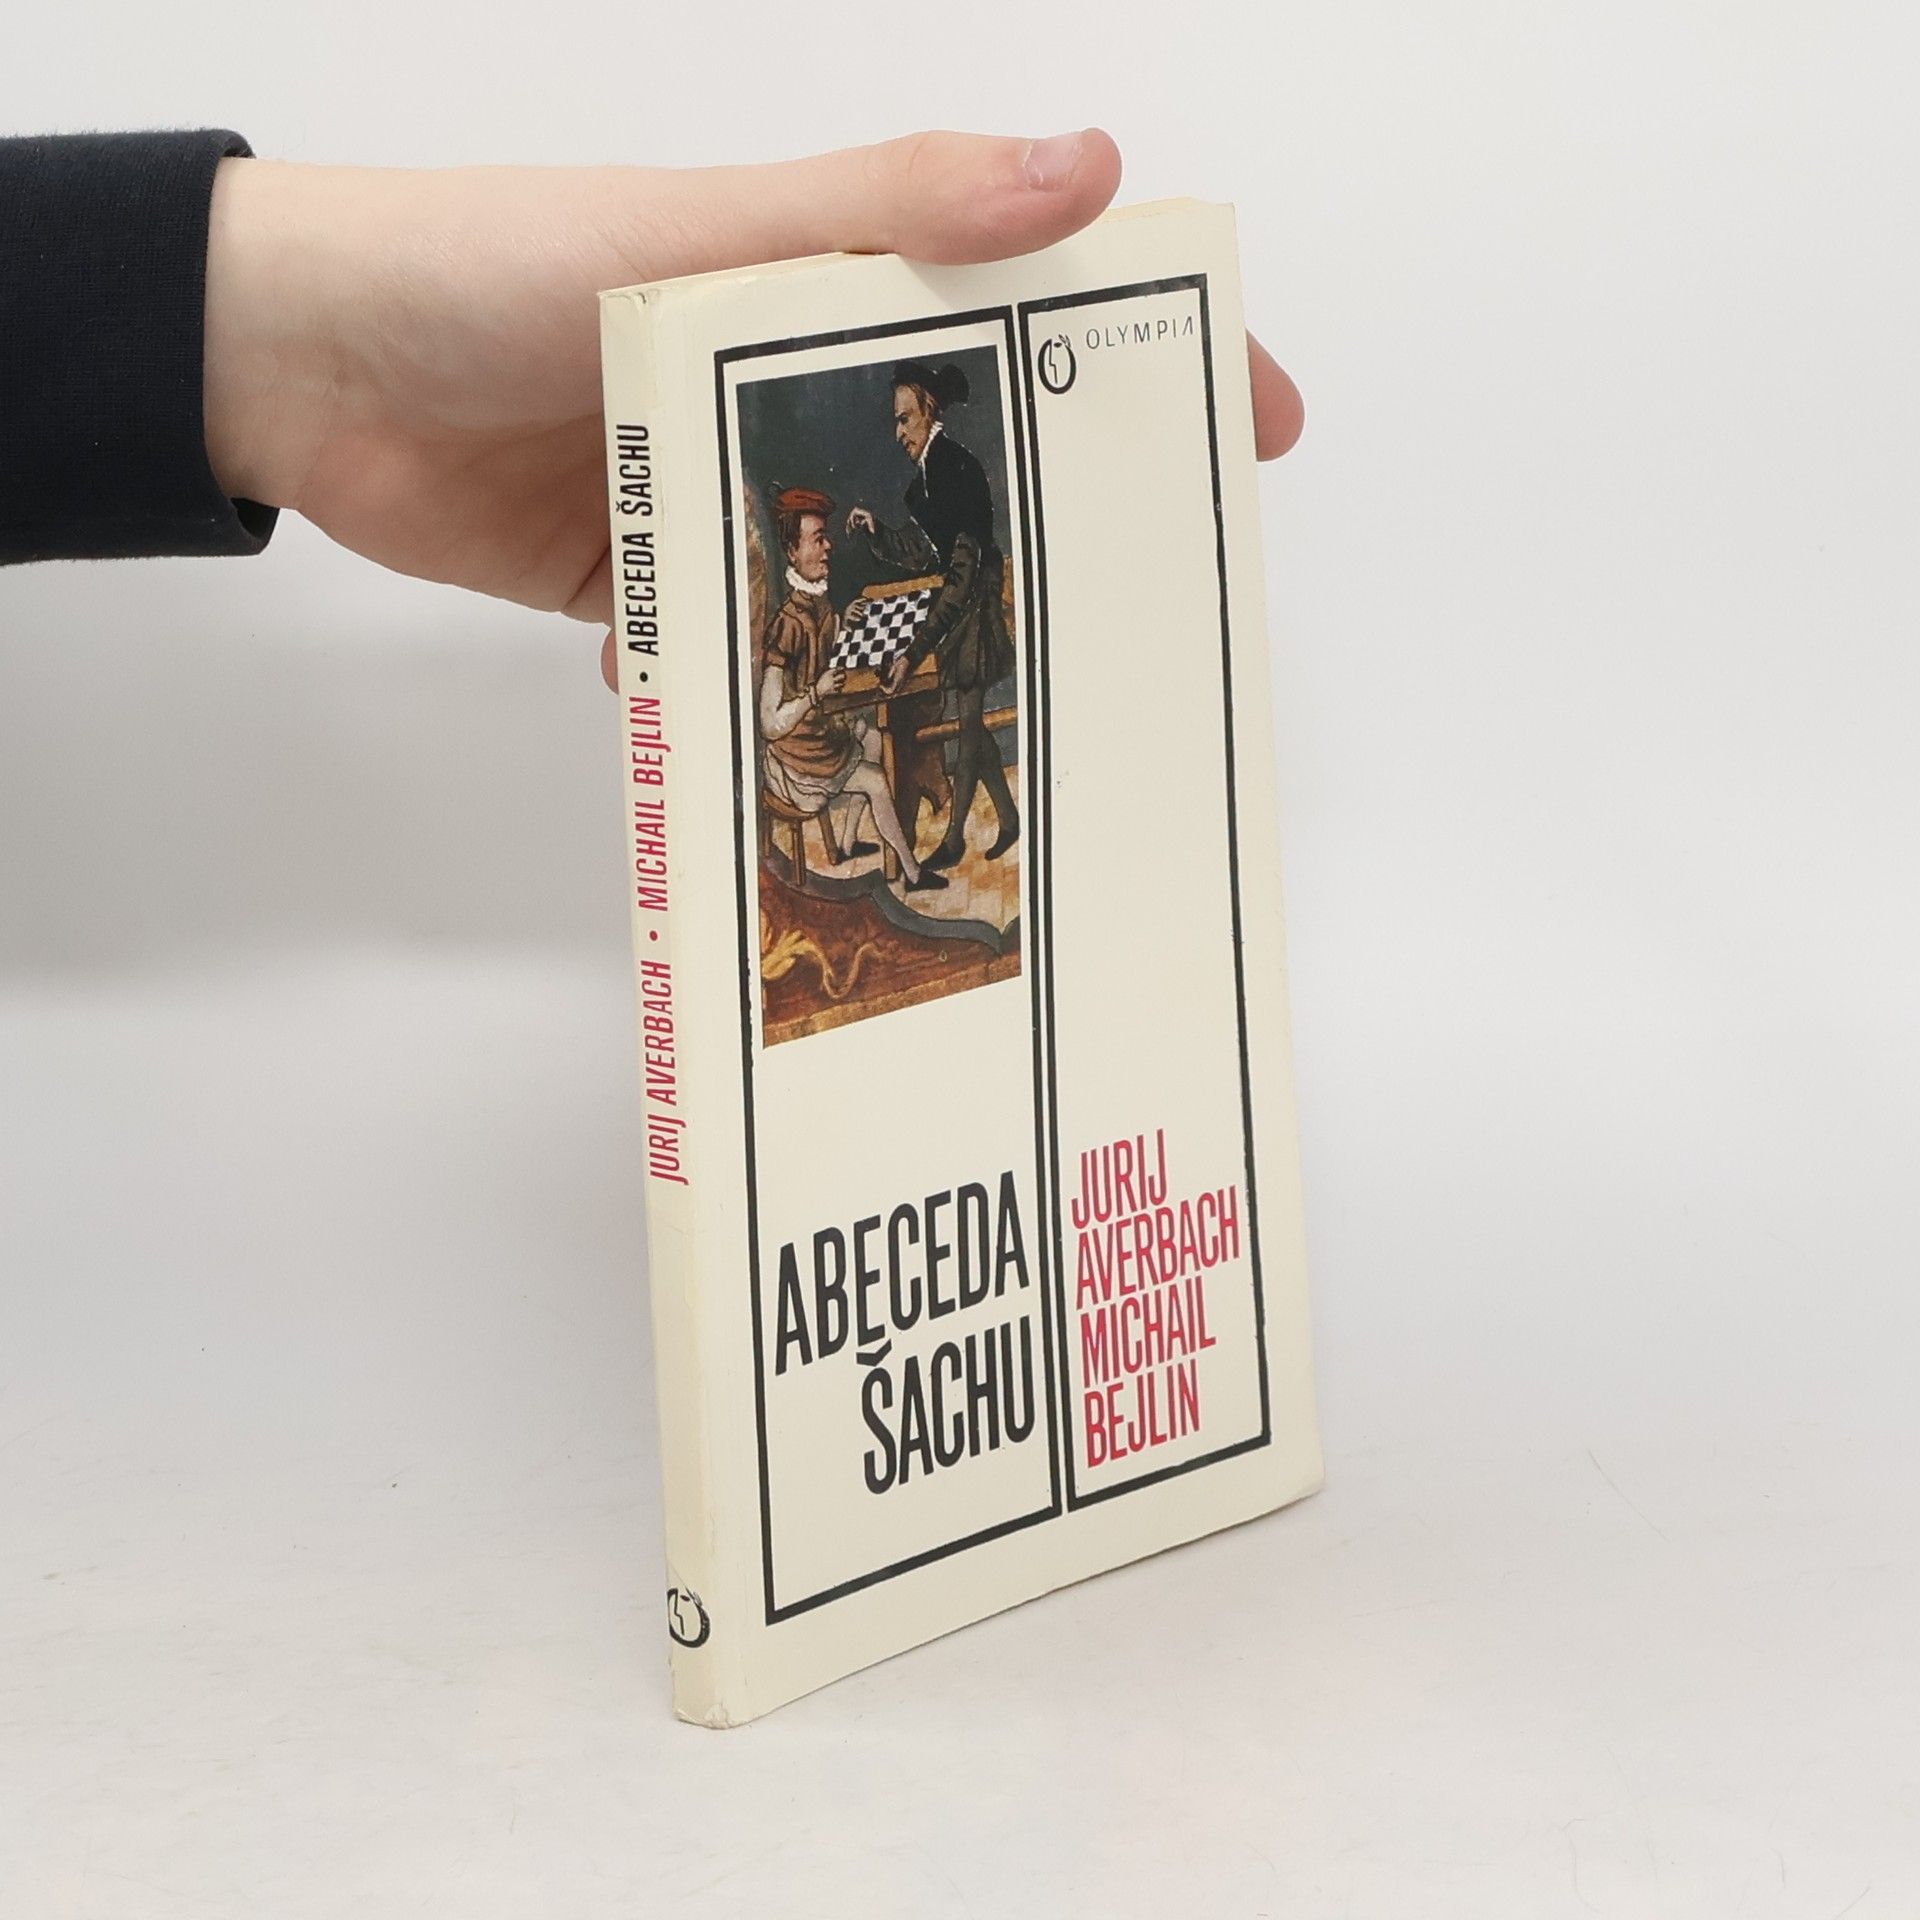 JURIJ AVERBACH • MICHAIL BEJLIN • ABECEDA ŠACHU
OLYMPIA
ABECEDA
ŠACHU
JURIJ
AVERBACH
MICHAIL
BEJLIN